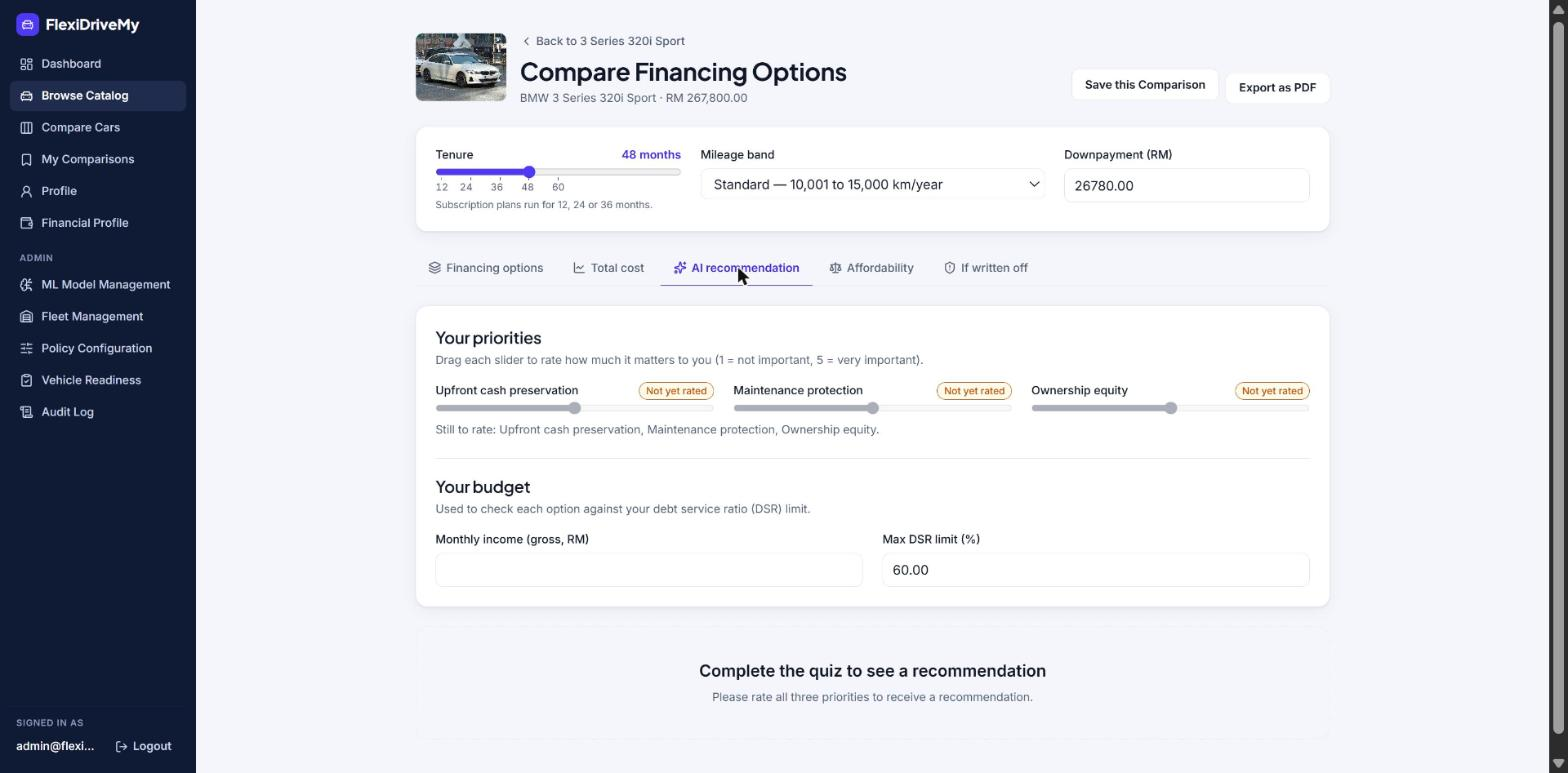 FlexiDriveMy
Dashboard
Browse Catalog
Compare Cars
My Comparisons
Profile
Financial Profile
ADMIN
ML Model Management
Fleet Management
Policy Configuration
Vehicle Readiness
Audit Log
SIGNED IN AS
admin@flexi...
Logout
Back to 3 Series 320i Sport
Compare Financing Options
BMW 3 Series 320i Sport · RM 267,800.00
Save this Comparison
Export as PDF
Tenure
48 months
12 24 36 48 60
Subscription plans run for 12, 24 or 36 months.
Mileage band
Standard — 10,001 to 15,000 km/year
Downpayment (RM)
26780.00
Financing options
Total cost
AI recommendation
Affordability
If written off
Your priorities
Drag each slider to rate how much it matters to you (1 = not important, 5 = very important).
Upfront cash preservation
Not yet rated
Maintenance protection
Not yet rated
Ownership equity
Not yet rated
Still to rate: Upfront cash preservation, Maintenance protection, Ownership equity.
Your budget
Used to check each option against your debt service ratio (DSR) limit.
Monthly income (gross, RM)
Max DSR limit (%)
60.00
Complete the quiz to see a recommendation
Please rate all three priorities to receive a recommendation.